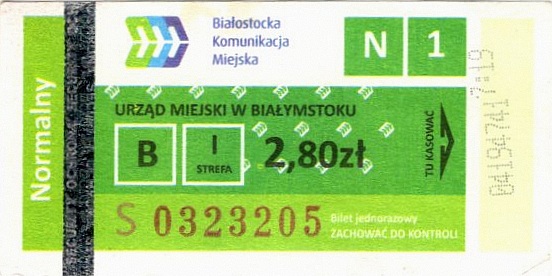 Białostocka
Komunikacja
Miejska
N 1
Normalny
URZĄD MIEJSKI W BIAŁYMSTOKU
B
I
STREFA
2,80zł
TU KASOWAĆ
S 0323205
Bilet jednorazowy
ZACHOWAĆ DO KONTROLI